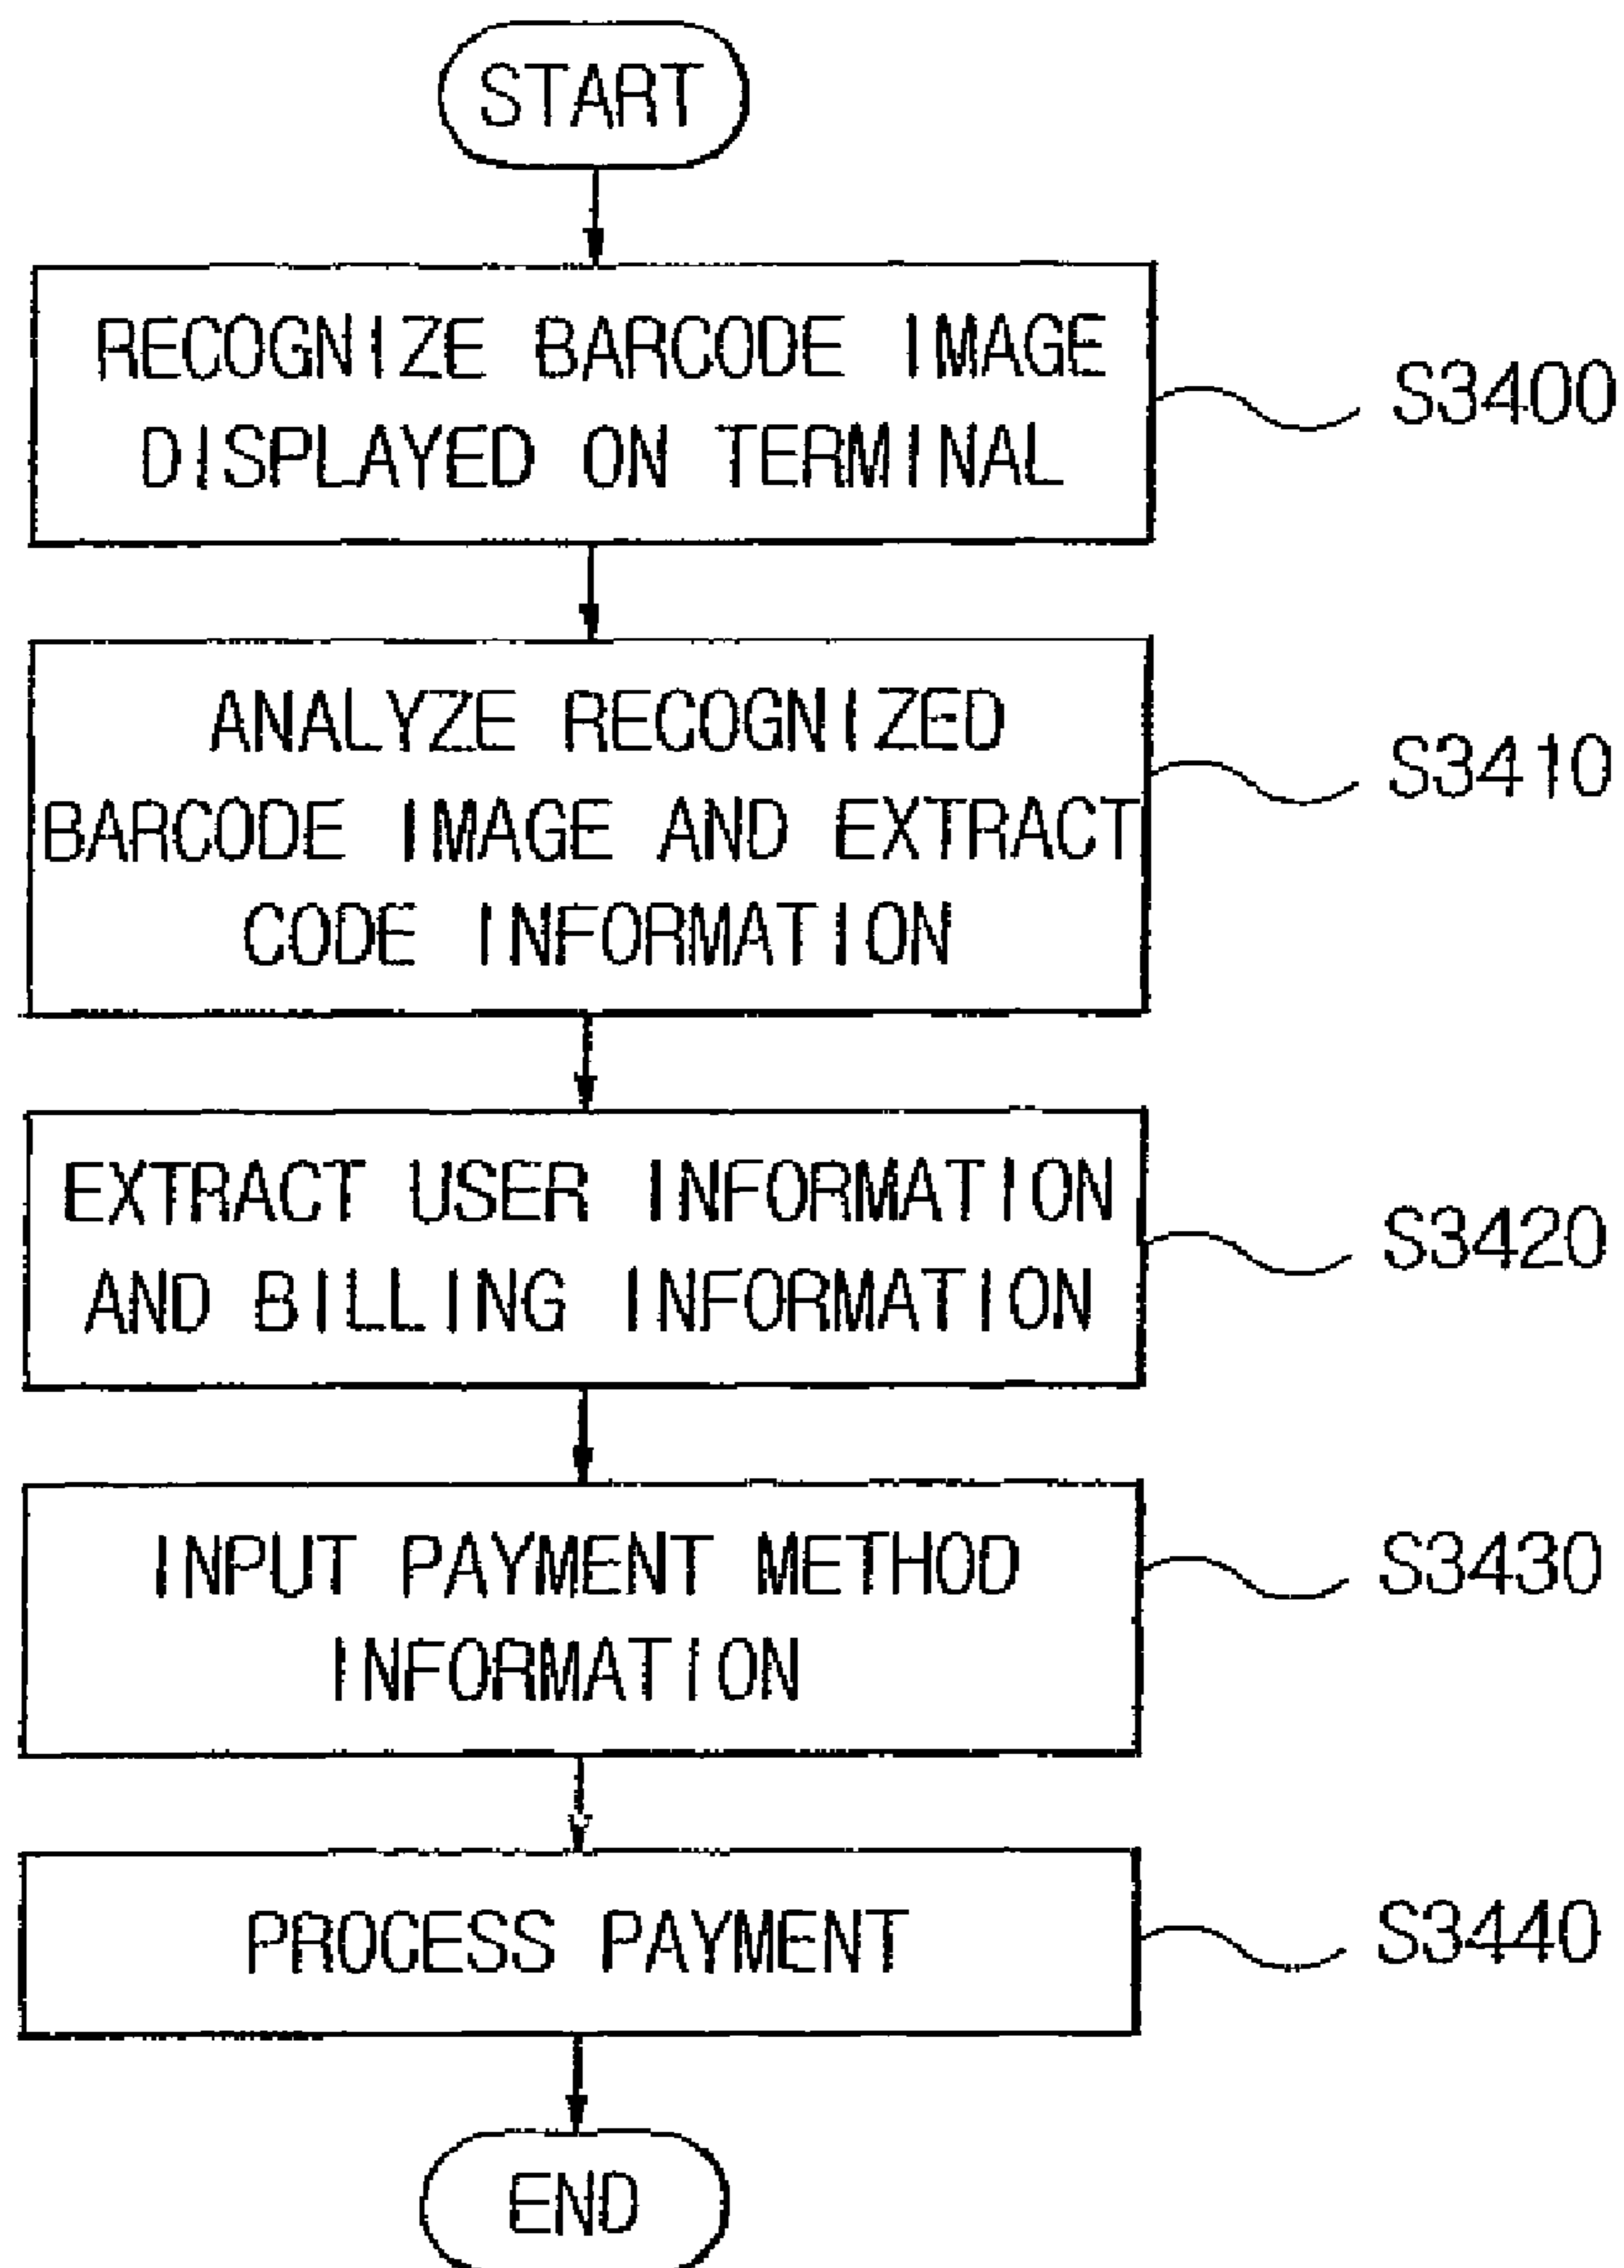 START
RECOGNIZE BARCODE IMAGE
DISPLAYED ON TERMINAL
S3400
ANALYZE RECOGNIZED
BARCODE IMAGE AND EXTRACT
CODE INFORMATION
S3410
EXTRACT USER INFORMATION
AND BILLING INFORMATION
S3420
INPUT PAYMENT METHOD
INFORMATION
S3430
PROCESS PAYMENT
S3440
END